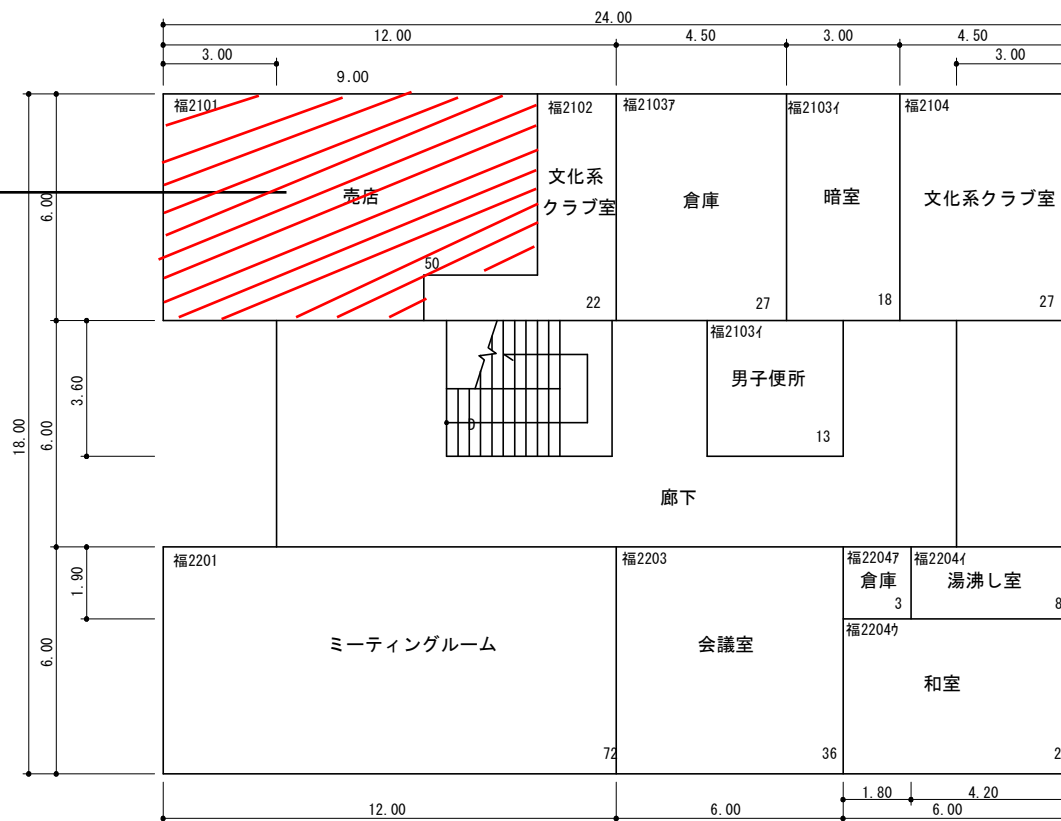 24.00
12.00
4.50
3.00
4.50
3.00
3.00
9.00
福2101
福2102
福2103ｱ
福2103ｲ
福2104
6.00
売店
文化系
クラブ室
倉庫
暗室
文化系クラブ室
50
22
27
18
27
18.00
3.60
6.00
福2103ｲ
男子便所
13
D
廊下
福2201
福2203
福2204ｱ
福2204ｲ
1.90
倉庫
湯沸し室
3
8
福2204ｳ
6.00
ミーティングルーム
会議室
和室
72
36
2
1.80
4.20
12.00
6.00
6.00